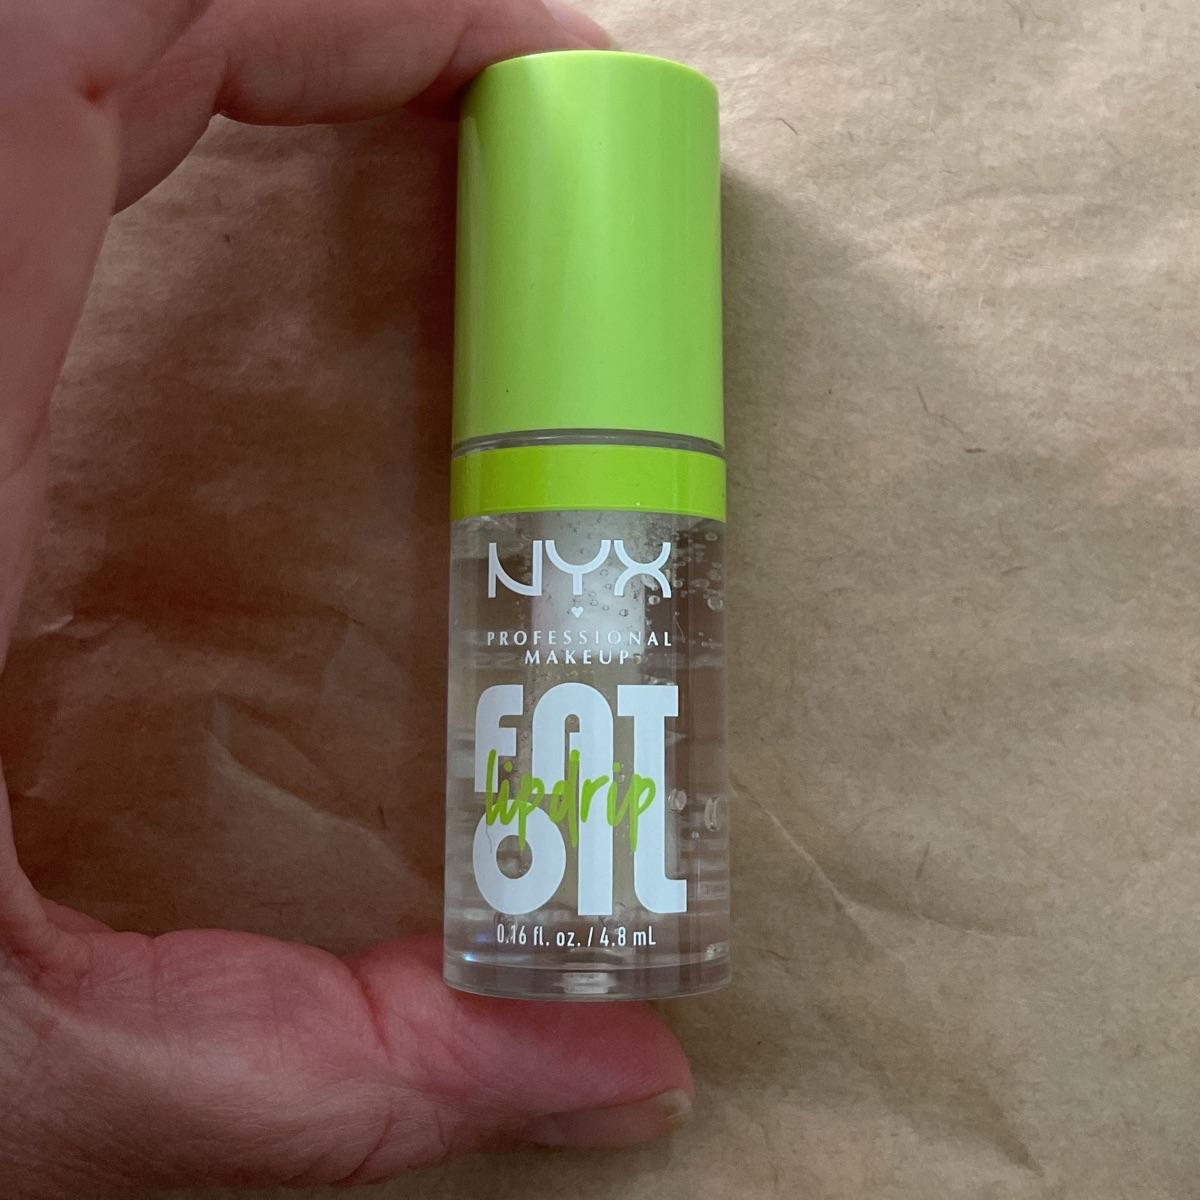 NYX
PROFESSIONAL
MAKEUP
FAT
lipdrip
OIL
0.16 fl. oz. / 4.8 mL